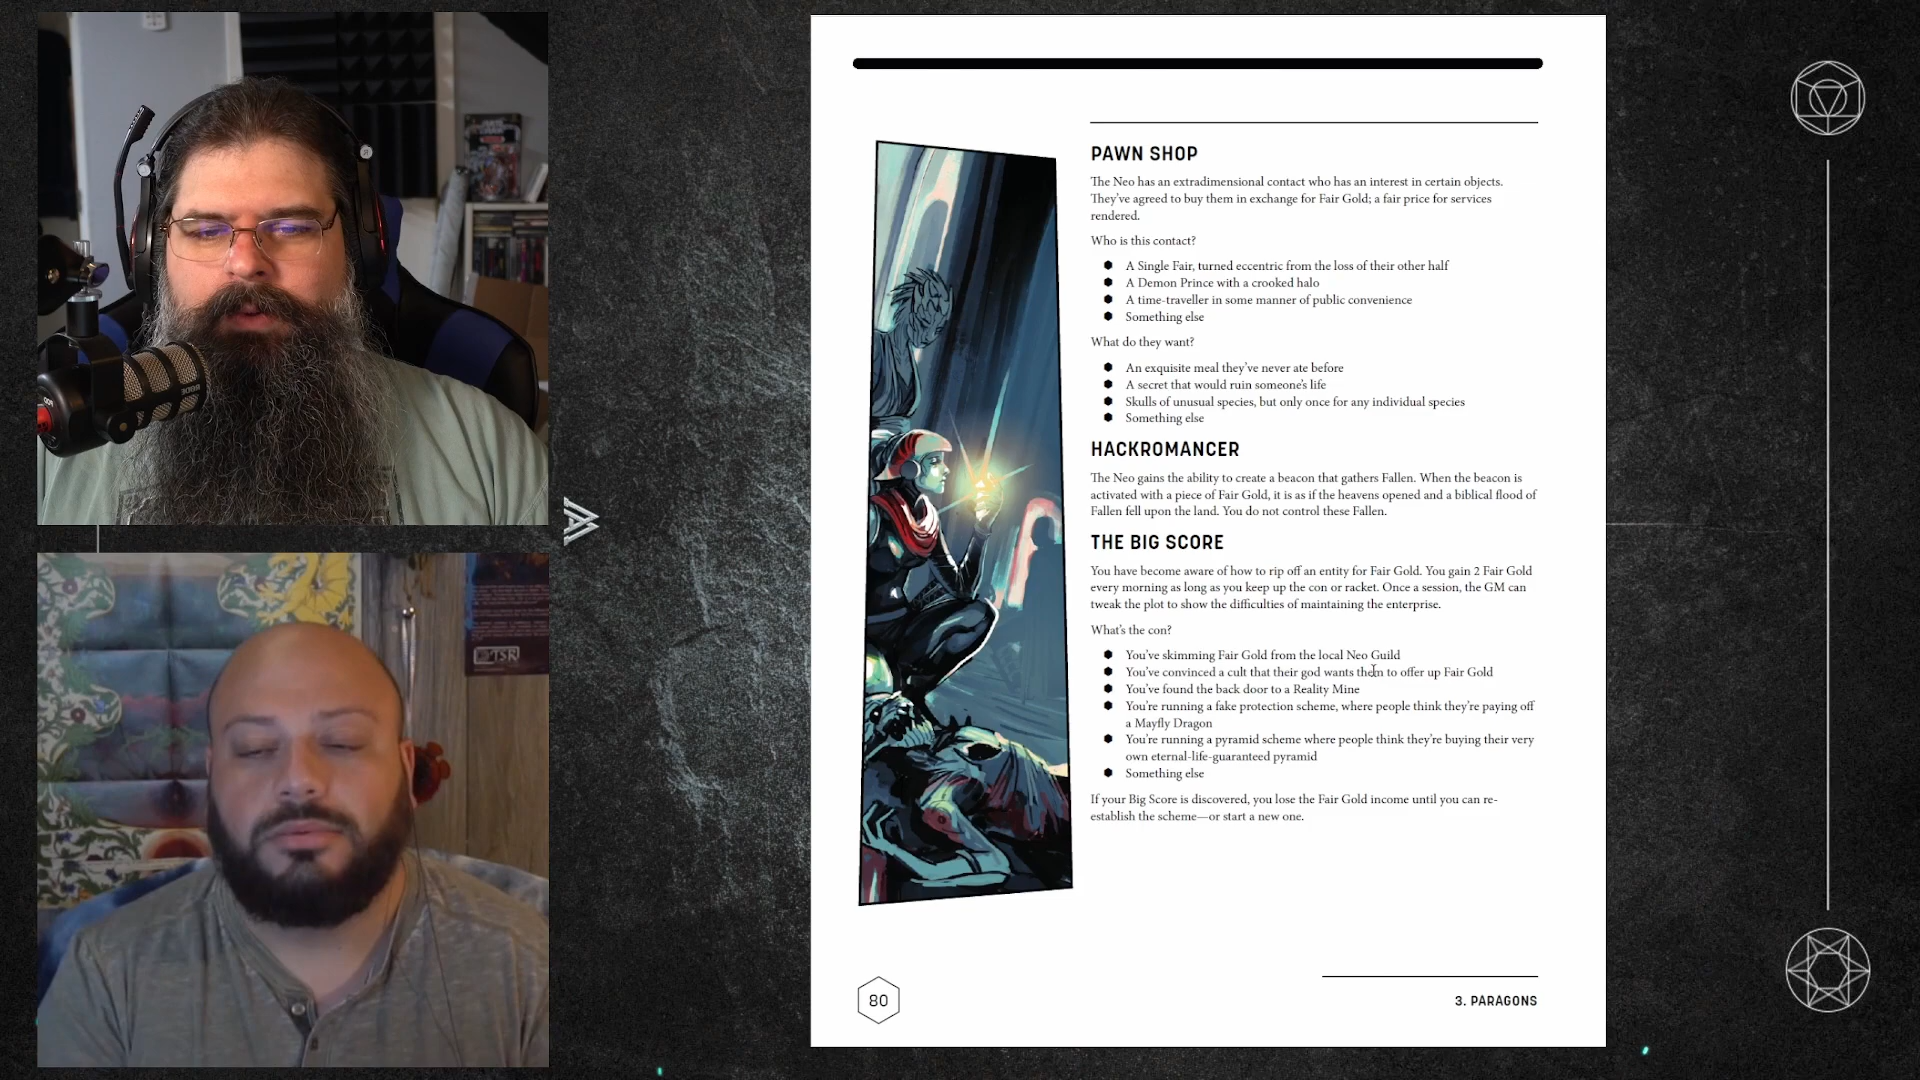 PAWN SHOP
The Neo has an extradimensional contact who has an interest in certain objects.
They've agreed to buy them in exchange for Fair Gold; a fair price for services
rendered.
Who is this contact?
A Single Fair, turned eccentric from the loss of their other half
A Demon Prince with a crooked halo
A time-traveller in some manner of public convenience
Something else
What do they want?
An exquisite meal they've never ate before
A secret that would ruin someone's life
Skulls of unusual species, but only once for any individual species
Something else
HACKROMANCER
The Neo gains the ability to create a beacon that gathers Fallen. When the beacon is
activated with a piece of Fair Gold, it is as if the heavens opened and a biblical flood of
Fallen fell upon the land. You do not control these Fallen.
THE BIG SCORE
You have become aware of how to rip off an entity for Fair Gold. You gain 2 Fair Gold
every morning as long as you keep up the con or racket. Once a session, the GM can
tweak the plot to show the difficulties of maintaining the enterprise.
What's the con?
You've skimming Fair Gold from the local Neo Guild
You've convinced a cult that their god wants them to offer up Fair Gold
You've found the back door to a Reality Mine
You're running a fake protection scheme, where people think they're paying off
a Mayfly Dragon
You're running a pyramid scheme where people think they're buying their very
own eternal-life-guaranteed pyramid
Something else
If your Big Score is discovered, you lose the Fair Gold income until you can re-
establish the scheme—or start a new one.
80
3. PARAGONS
RODE
TSR